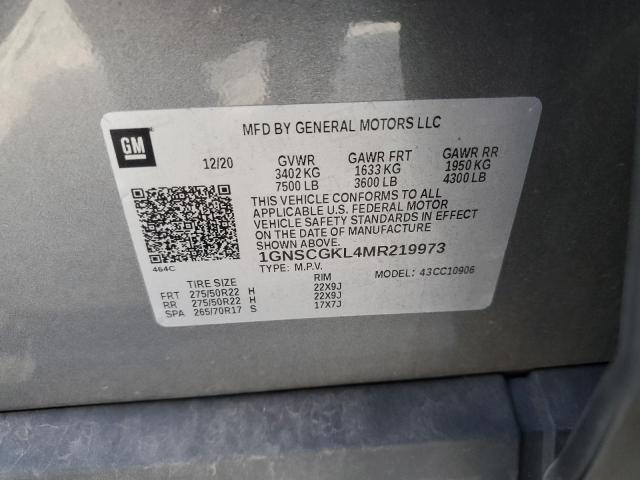 GM
MFD BY GENERAL MOTORS LLC
12/20 GVWR GAWR FRT GAWR RR
3402 KG 1633 KG 1950 KG
7500 LB 3600 LB 4300 LB
THIS VEHICLE CONFORMS TO ALL
APPLICABLE U.S. FEDERAL MOTOR
VEHICLE SAFETY STANDARDS IN EFFECT
ON THE DATE OF MANUFACTURE
SHOWN ABOVE.
1GNSCGKL4MR219973
464C
TYPE: M.P.V. MODEL: 43CC10906
TIRE SIZE RIM
FRT 275/50R22 H 22X9J
RR 275/50R22 H 22X9J
SPA 265/70R17 S 17X7J